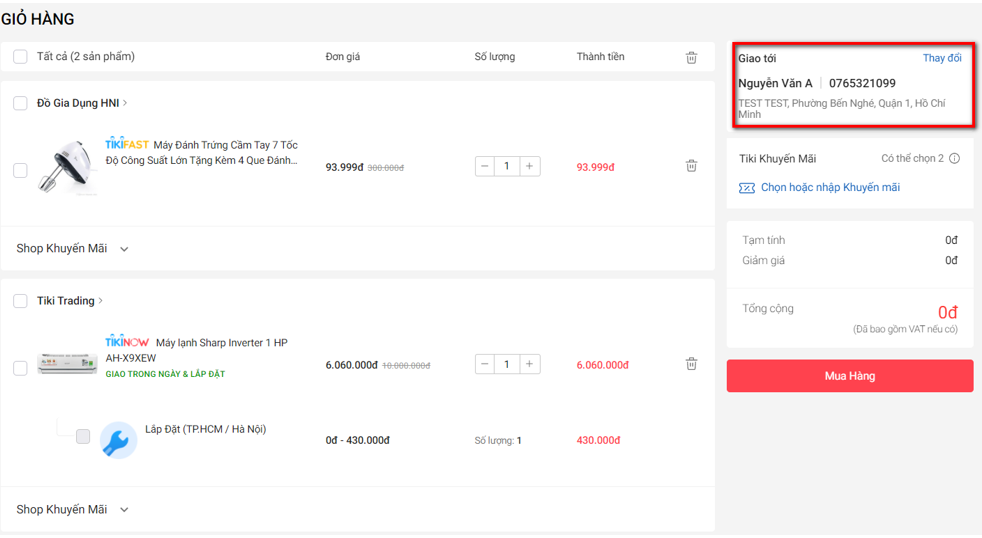 GIỎ HÀNG
Tất cả (2 sản phẩm) Đơn giá Số lượng Thành tiền
Đồ Gia Dụng HNI >
TIKIFAST Máy Đánh Trứng Cầm Tay 7 Tốc
Độ Công Suất Lớn Tặng Kèm 4 Que Đánh...
93.999đ 300.000đ − 1 + 93.999đ
Shop Khuyến Mãi
Tiki Trading >
TIKINOW Máy lạnh Sharp Inverter 1 HP
AH-X9XEW
GIAO TRONG NGÀY & LẮP ĐẶT
6.060.000đ 10.000.000đ − 1 + 6.060.000đ
Lắp Đặt (TP.HCM / Hà Nội)
0đ - 430.000đ Số lượng: 1 430.000đ
Shop Khuyến Mãi
Giao tới Thay đổi
Nguyễn Văn A | 0765321099
TEST TEST, Phường Bến Nghé, Quận 1, Hồ Chí
Minh
Tiki Khuyến Mãi Có thể chọn 2
Chọn hoặc nhập Khuyến mãi
Tạm tính 0đ
Giảm giá 0đ
Tổng cộng 0đ
(Đã bao gồm VAT nếu có)
Mua Hàng